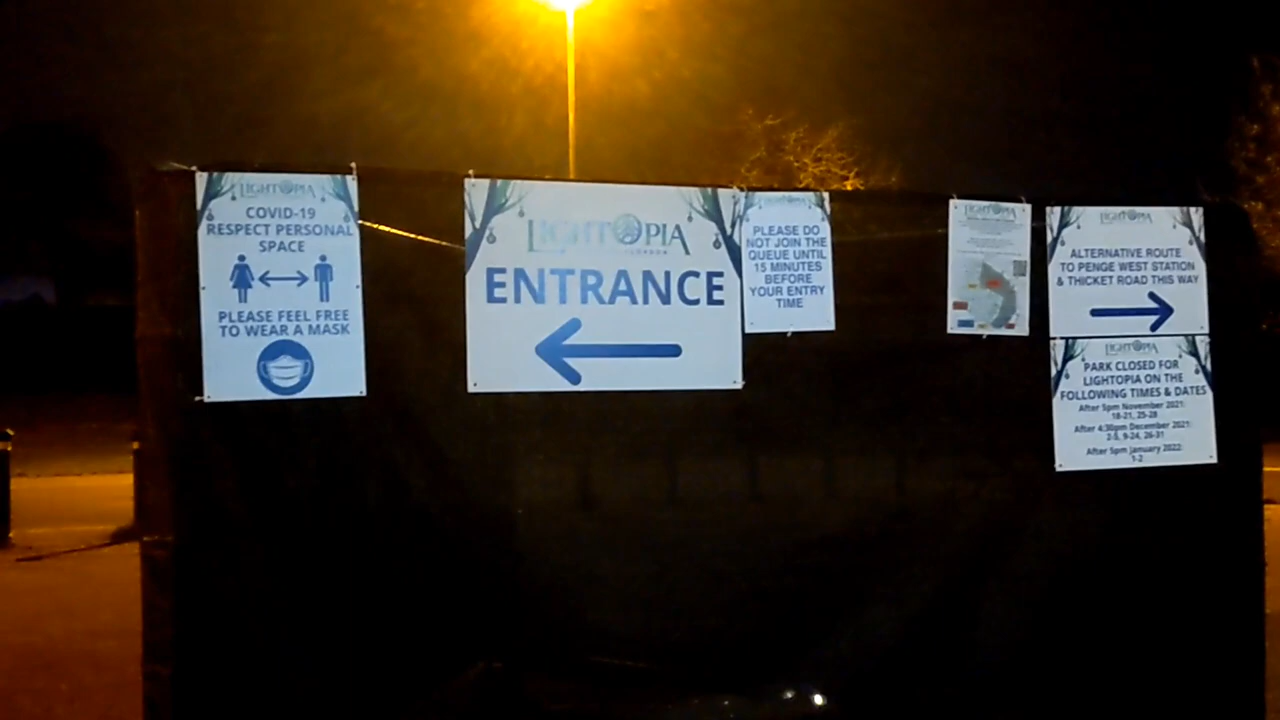 LIGHTOPIA
COVID-19
RESPECT PERSONAL
SPACE
PLEASE FEEL FREE
TO WEAR A MASK
LIGHTOPIA
LONDON
ENTRANCE
LIGHTOPIA
PLEASE DO
NOT JOIN THE
QUEUE UNTIL
15 MINUTES
BEFORE
YOUR ENTRY
TIME
LIGHTOPIA
LIGHTOPIA
ALTERNATIVE ROUTE
TO PENGE WEST STATION
& THICKET ROAD THIS WAY
LIGHTOPIA
PARK CLOSED FOR
LIGHTOPIA ON THE
FOLLOWING TIMES & DATES
After 5pm November 2021:
18-21, 25-28
After 4:30pm December 2021:
2-5, 9-24, 26-31
After 5pm January 2022:
1-2